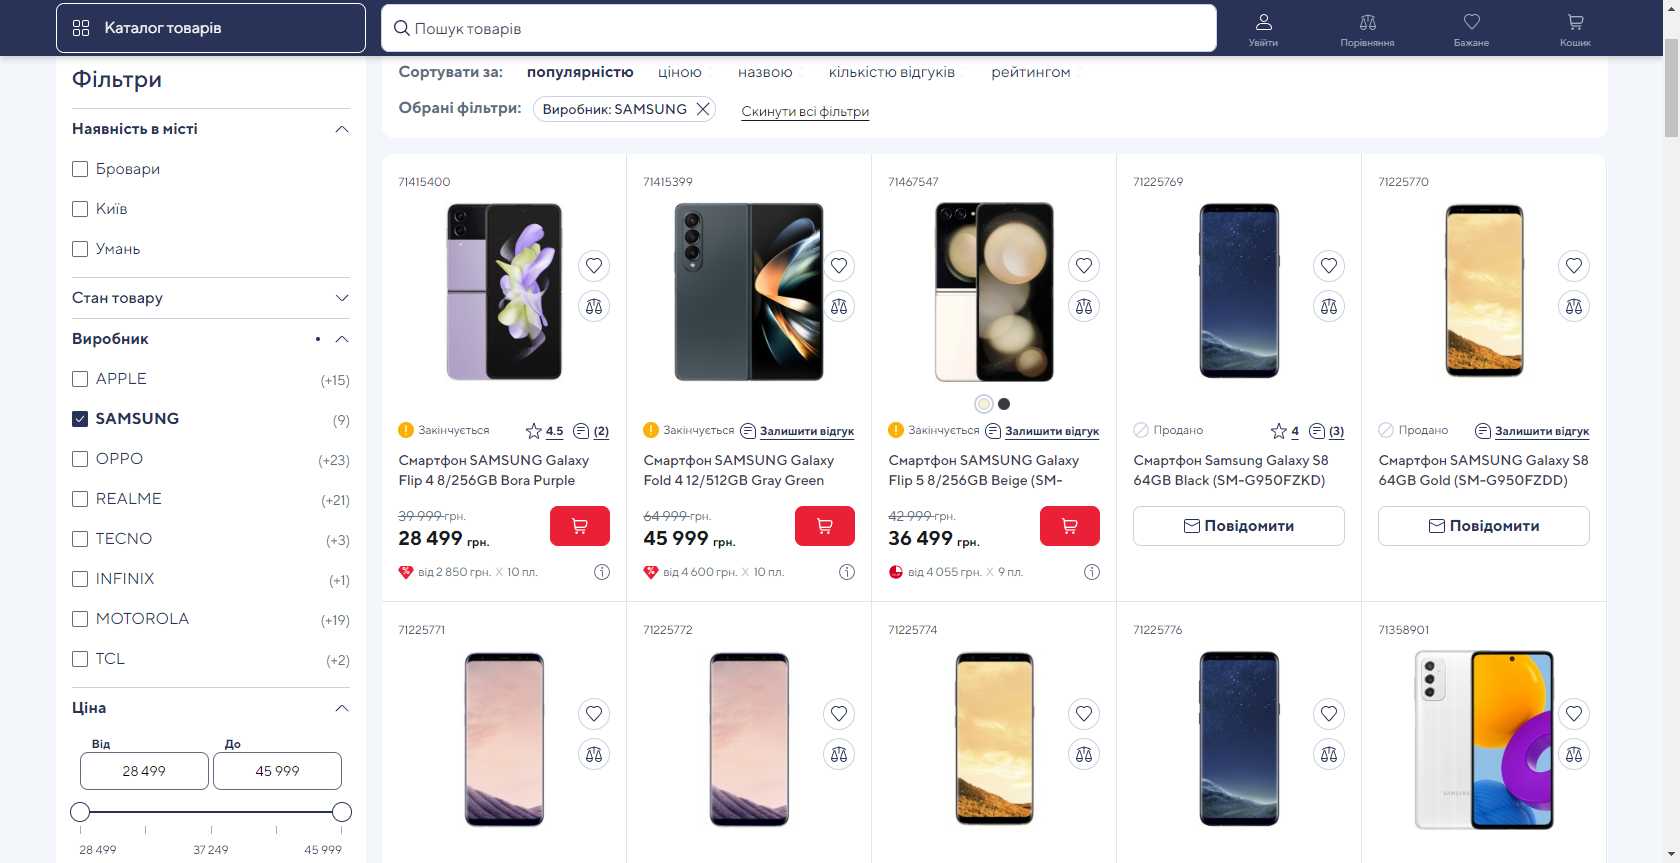 Каталог товарів
Пошук товарів
Увійти
Порівняння
Бажане
Кошик
Фільтри
Наявність в місті
Бровари
Київ
Умань
Стан товару
Виробник
APPLE (+15)
SAMSUNG (9)
OPPO (+23)
REALME (+21)
TECNO (+3)
INFINIX (+1)
MOTOROLA (+19)
TCL (+2)
Ціна
Від До
28 499 45 999
28 499 37 249 45 999
Сортувати за: популярністю ціною назвою кількістю відгуків рейтингом
Обрані фільтри: Виробник: SAMSUNG Скинути всі фільтри
71415400
Закінчується 4.5 (2)
Смартфон SAMSUNG Galaxy
Flip 4 8/256GB Bora Purple
39 999 грн.
28 499 грн.
від 2 850 грн. X 10 пл.
71415399
Закінчується Залишити відгук
Смартфон SAMSUNG Galaxy
Fold 4 12/512GB Gray Green
64 999 грн.
45 999 грн.
від 4 600 грн. X 10 пл.
71467547
Закінчується Залишити відгук
Смартфон SAMSUNG Galaxy
Flip 5 8/256GB Beige (SM-
42 999 грн.
36 499 грн.
від 4 055 грн. X 9 пл.
71225769
Продано 4 (3)
Смартфон Samsung Galaxy S8
64GB Black (SM-G950FZKD)
Повідомити
71225770
Продано Залишити відгук
Смартфон SAMSUNG Galaxy S8
64GB Gold (SM-G950FZDD)
Повідомити
71225771
71225772
71225774
71225776
71358901
SAMSUNG